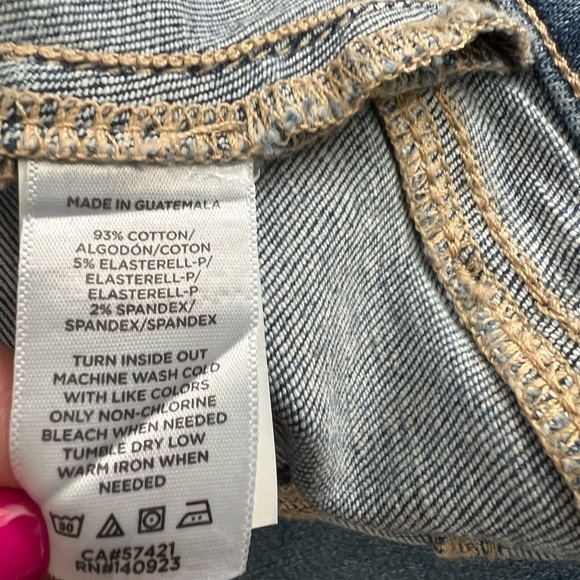 MADE IN GUATEMALA
93% COTTON/
ALGODÓN/COTON
5% ELASTERELL-P/
ELASTERELL-P/
ELASTERELL-P
2% SPANDEX/
SPANDEX/SPANDEX
TURN INSIDE OUT
MACHINE WASH COLD
WITH LIKE COLORS
ONLY NON-CHLORINE
BLEACH WHEN NEEDED
TUMBLE DRY LOW
WARM IRON WHEN
NEEDED
CA#57421
RN#140923